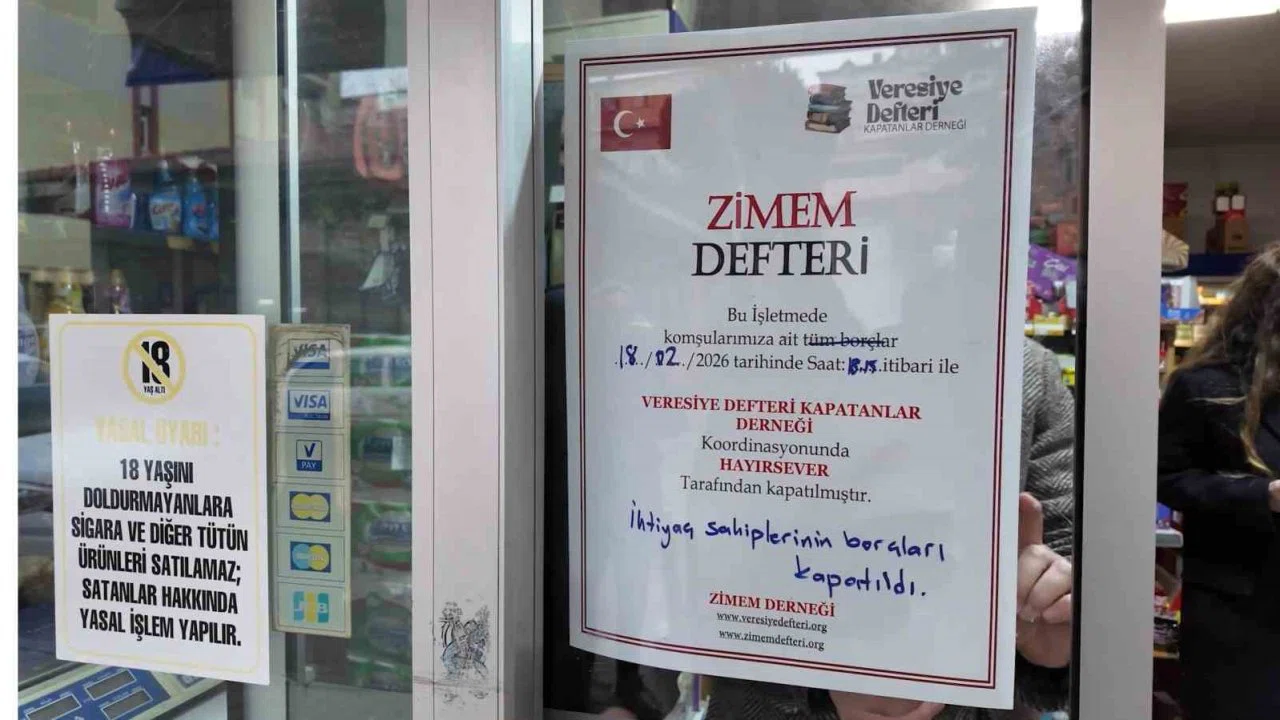 18
YAŞ ALTI
YASAL UYARI :
18 YAŞINI
DOLDURMAYANLARA
SİGARA VE DİĞER TÜTÜN
ÜRÜNLERİ SATILAMAZ;
SATANLAR HAKKINDA
YASAL İŞLEM YAPILIR.
VISA
VISA
V PAY
JCB
Veresiye
Defteri
KAPATANLAR DERNEĞİ
ZİMEM
DEFTERİ
Bu İşletmede
komşularımıza ait tüm borçlar
.18../02./2026 tarihinde Saat: .itibari ile
VERESİYE DEFTERİ KAPATANLAR
DERNEĞİ
Koordinasyonunda
HAYIRSEVER
Tarafından kapatılmıştır.
İhtiyaç sahiplerinin borçları
kapatıldı.
ZİMEM DERNEĞİ
www.veresiyedefteri.org
www.zimemdefteri.org